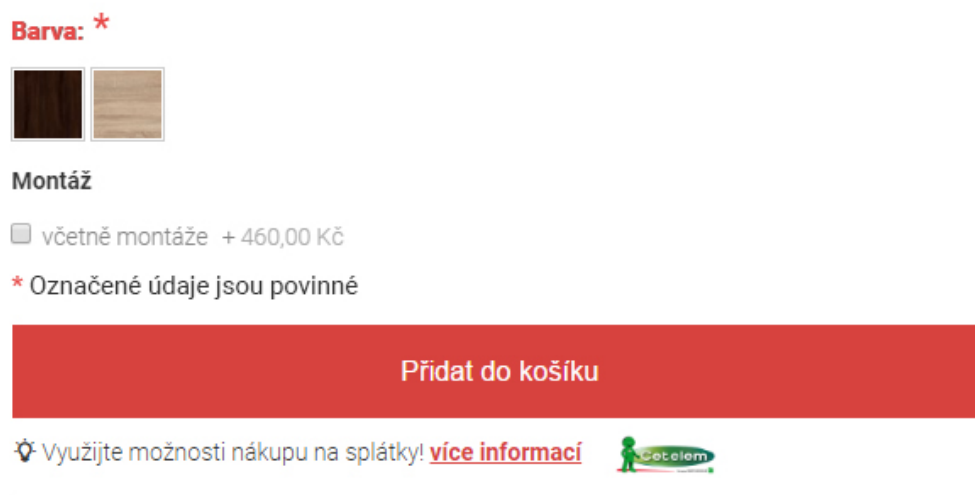 Barva: *
Montáž
včetně montáže + 460,00 Kč
* Označené údaje jsou povinné
Přidat do košíku
Využijte možnosti nákupu na splátky! více informací Cetelem